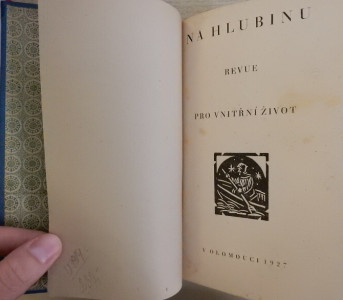 NA HLUBINU
REVUE
PRO VNITŘNÍ ŽIVOT
V OLOMOUCI 1927